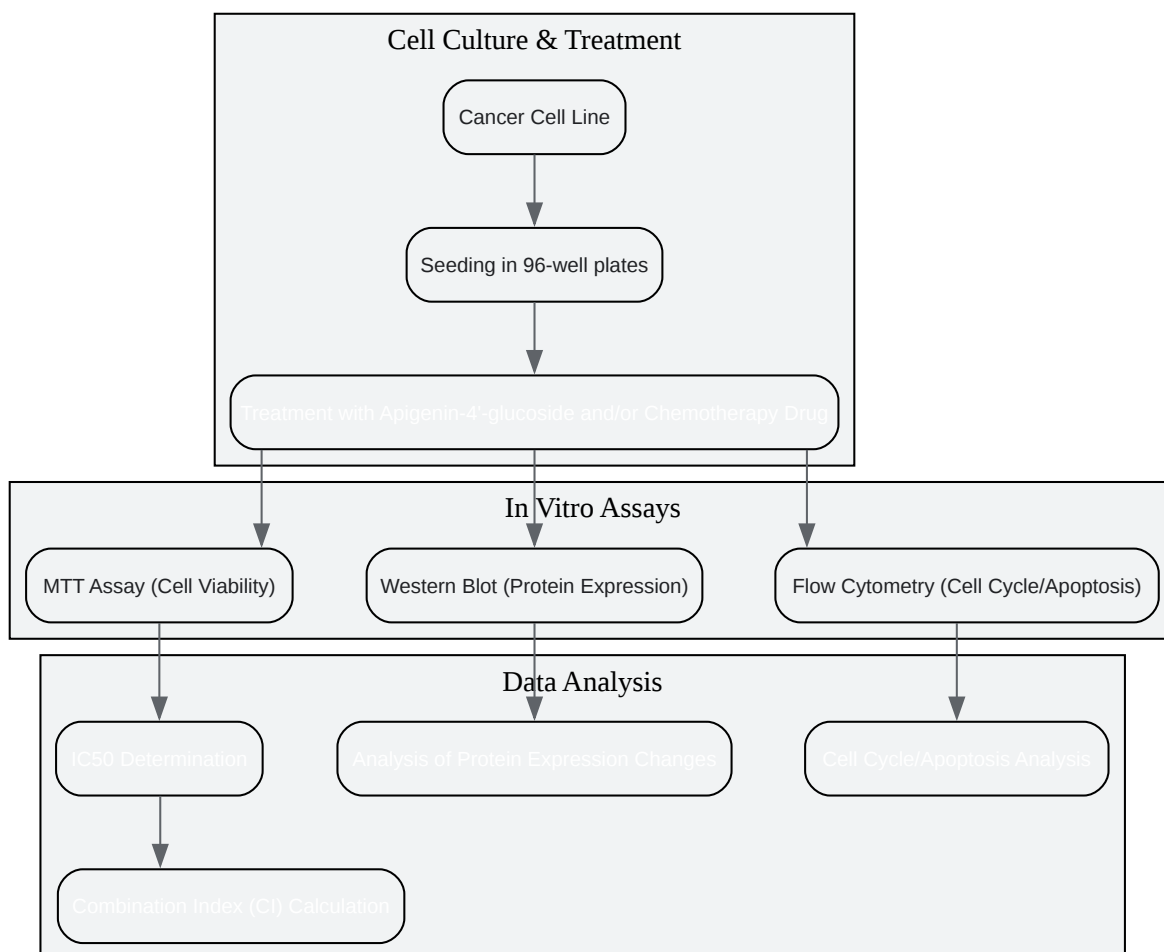 Cell Culture & Treatment
Cancer Cell Line
Seeding in 96-well plates
Treatment with Apigenin-4'-glucoside and/or Chemotherapy Drug
In Vitro Assays
MTT Assay (Cell Viability)
Western Blot (Protein Expression)
Flow Cytometry (Cell Cycle/Apoptosis)
Data Analysis
IC50 Determination
Analysis of Protein Expression Changes
Cell Cycle/Apoptosis Analysis
Combination Index (CI) Calculation